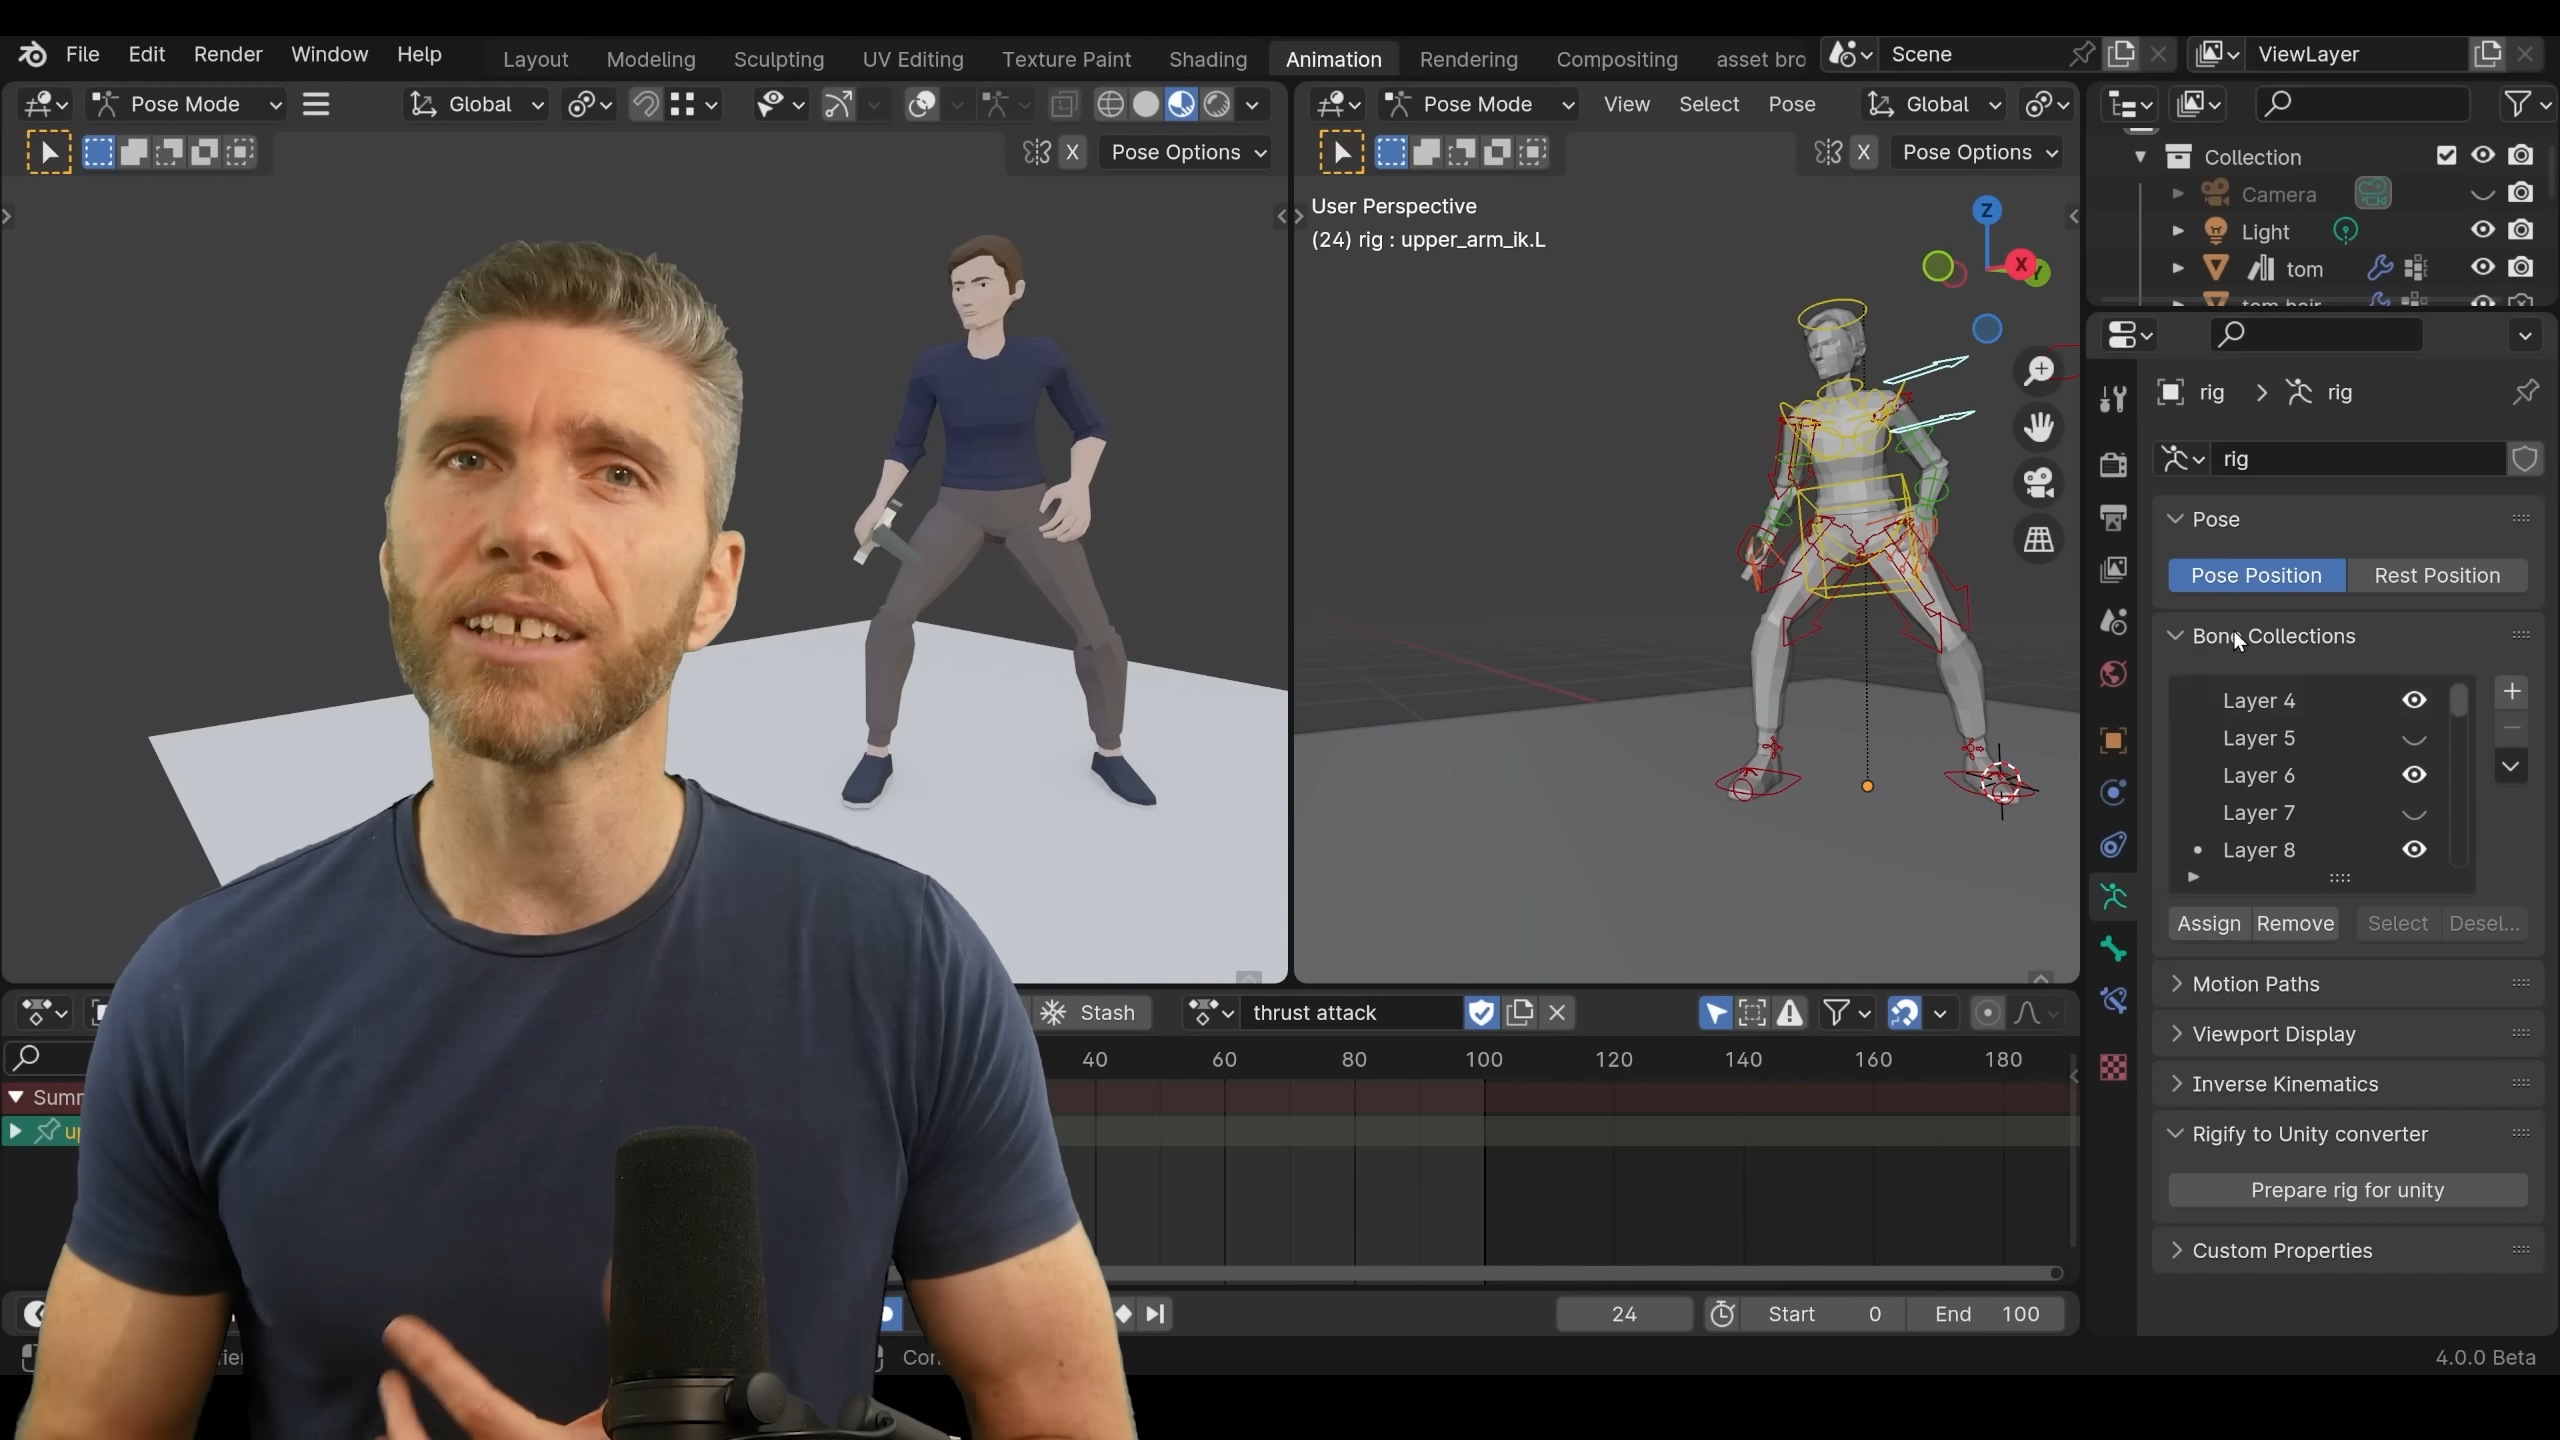 File Edit Render Window Help
Layout Modeling Sculpting UV Editing Texture Paint Shading Animation Rendering Compositing asset bro
Scene
ViewLayer
Pose Mode
Global
Pose Mode View Select Pose
Global
X
Pose Options
X
Pose Options
User Perspective
(24) rig : upper_arm_ik.L
Z
X
Y
Collection
Camera
Light
tom
tom hair
rig > rig
rig
Pose
Pose Position Rest Position
Bone Collections
Layer 4
Layer 5
Layer 6
Layer 7
Layer 8
Assign Remove Select Desel...
Motion Paths
Viewport Display
Inverse Kinematics
Rigify to Unity converter
Prepare rig for unity
Custom Properties
Stash
thrust attack
40 60 80 100 120 140 160 180
Summ
up
24
Start 0
End 100
Con
4.0.0 Beta